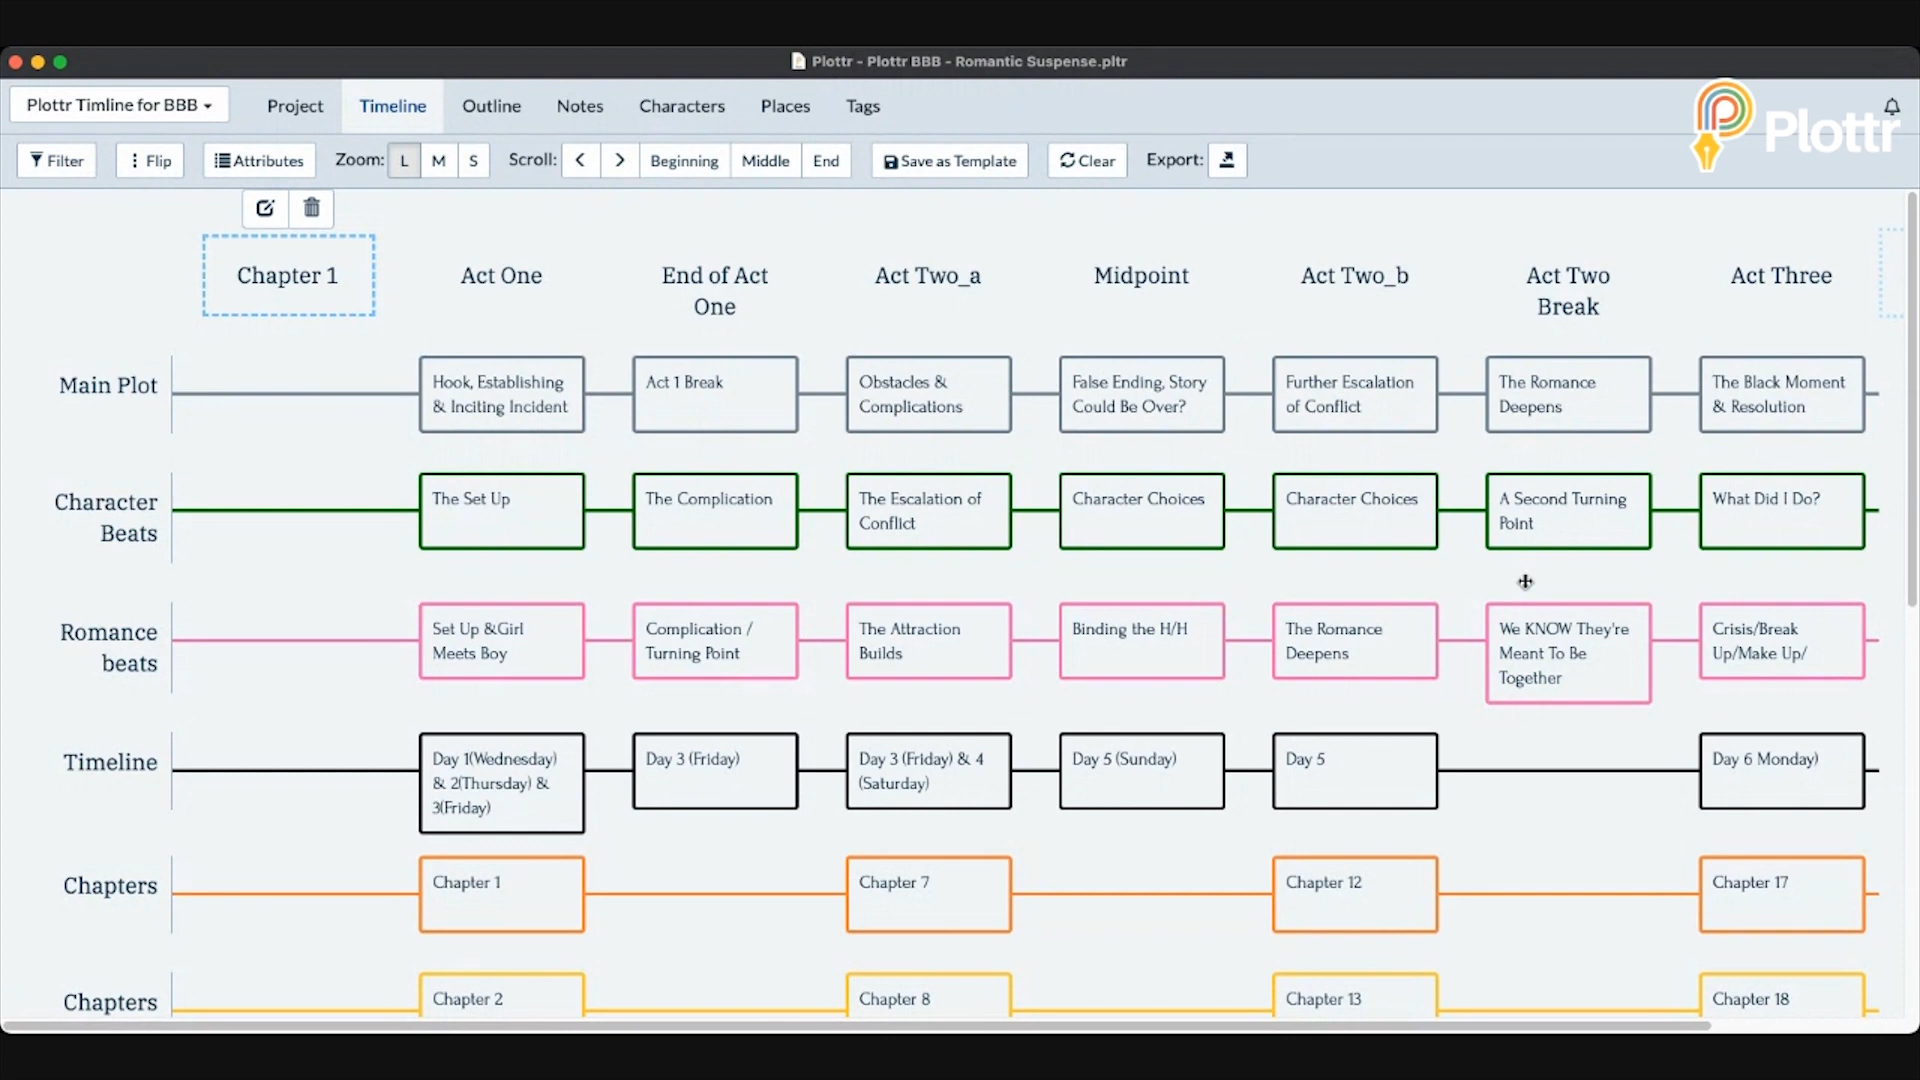 Plottr - Plottr BBB - Romantic Suspense.pltr
Plottr Timline for BBB
Project
Timeline
Outline
Notes
Characters
Places
Tags
Plottr
Filter
Flip
Attributes
Zoom:
L
M
S
Scroll:
Beginning
Middle
End
Save as Template
Clear
Export:
Chapter 1
Act One
End of Act
One
Act Two_a
Midpoint
Act Two_b
Act Two
Break
Act Three
Main Plot
Hook, Establishing
& Inciting Incident
Act 1 Break
Obstacles &
Complications
False Ending, Story
Could Be Over?
Further Escalation
of Conflict
The Romance
Deepens
The Black Moment
& Resolution
Character
Beats
The Set Up
The Complication
The Escalation of
Conflict
Character Choices
Character Choices
A Second Turning
Point
What Did I Do?
Romance
beats
Set Up &Girl
Meets Boy
Complication /
Turning Point
The Attraction
Builds
Binding the H/H
The Romance
Deepens
We KNOW They're
Meant To Be
Together
Crisis/Break
Up/Make Up/
Timeline
Day 1(Wednesday)
& 2(Thursday) &
3(Friday)
Day 3 (Friday)
Day 3 (Friday) & 4
(Saturday)
Day 5 (Sunday)
Day 5
Day 6 Monday)
Chapters
Chapter 1
Chapter 7
Chapter 12
Chapter 17
Chapters
Chapter 2
Chapter 8
Chapter 13
Chapter 18